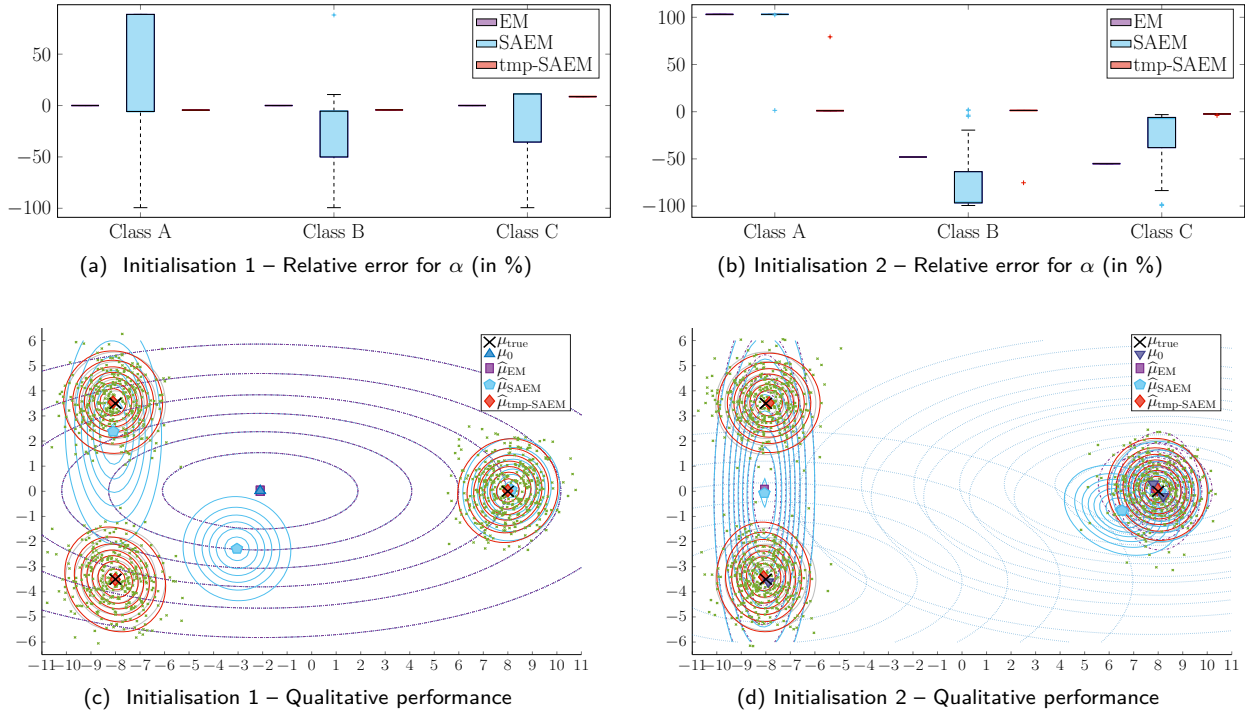 50
0
−50
−100
EM
SAEM
tmp-SAEM
Class A Class B Class C
(a) Initialisation 1 – Relative error for α (in %)
100
50
0
−50
−100
EM
SAEM
tmp-SAEM
Class A Class B Class C
(b) Initialisation 2 – Relative error for α (in %)
6
5
4
3
2
1
0
−1
−2
−3
−4
−5
−6
μtrue
μ0
μ̂EM
μ̂SAEM
μ̂tmp-SAEM
−11 −10 −9 −8 −7 −6 −5 −4 −3 −2 −1 0 1 2 3 4 5 6 7 8 9 10 11
(c) Initialisation 1 – Qualitative performance
6
5
4
3
2
1
0
−1
−2
−3
−4
−5
−6
μtrue
μ0
μ̂EM
μ̂SAEM
μ̂tmp-SAEM
−11 −10 −9 −8 −7 −6 −5 −4 −3 −2 −1 0 1 2 3 4 5 6 7 8 9 10 11
(d) Initialisation 2 – Qualitative performance